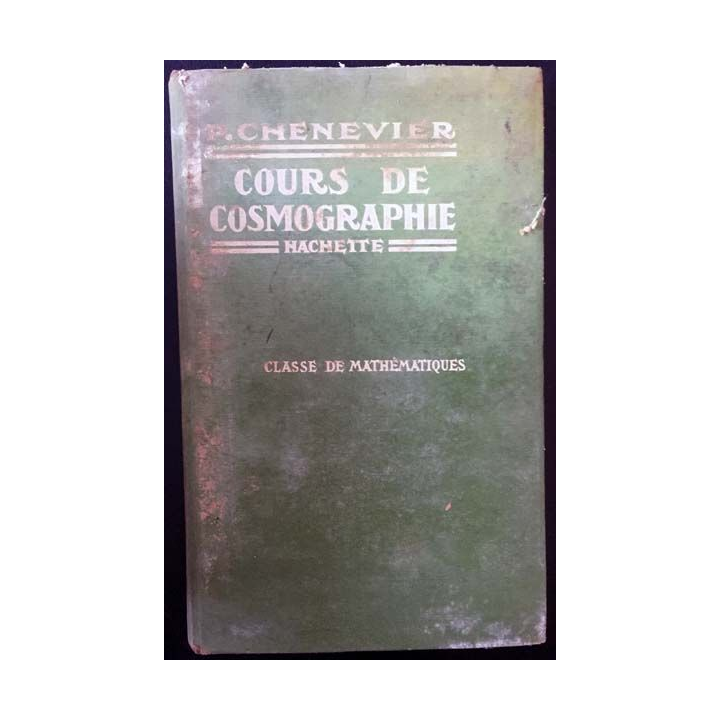 P. CHENEVIER
COURS DE
COSMOGRAPHIE
HACHETTE
CLASSE DE MATHÉMATIQUES